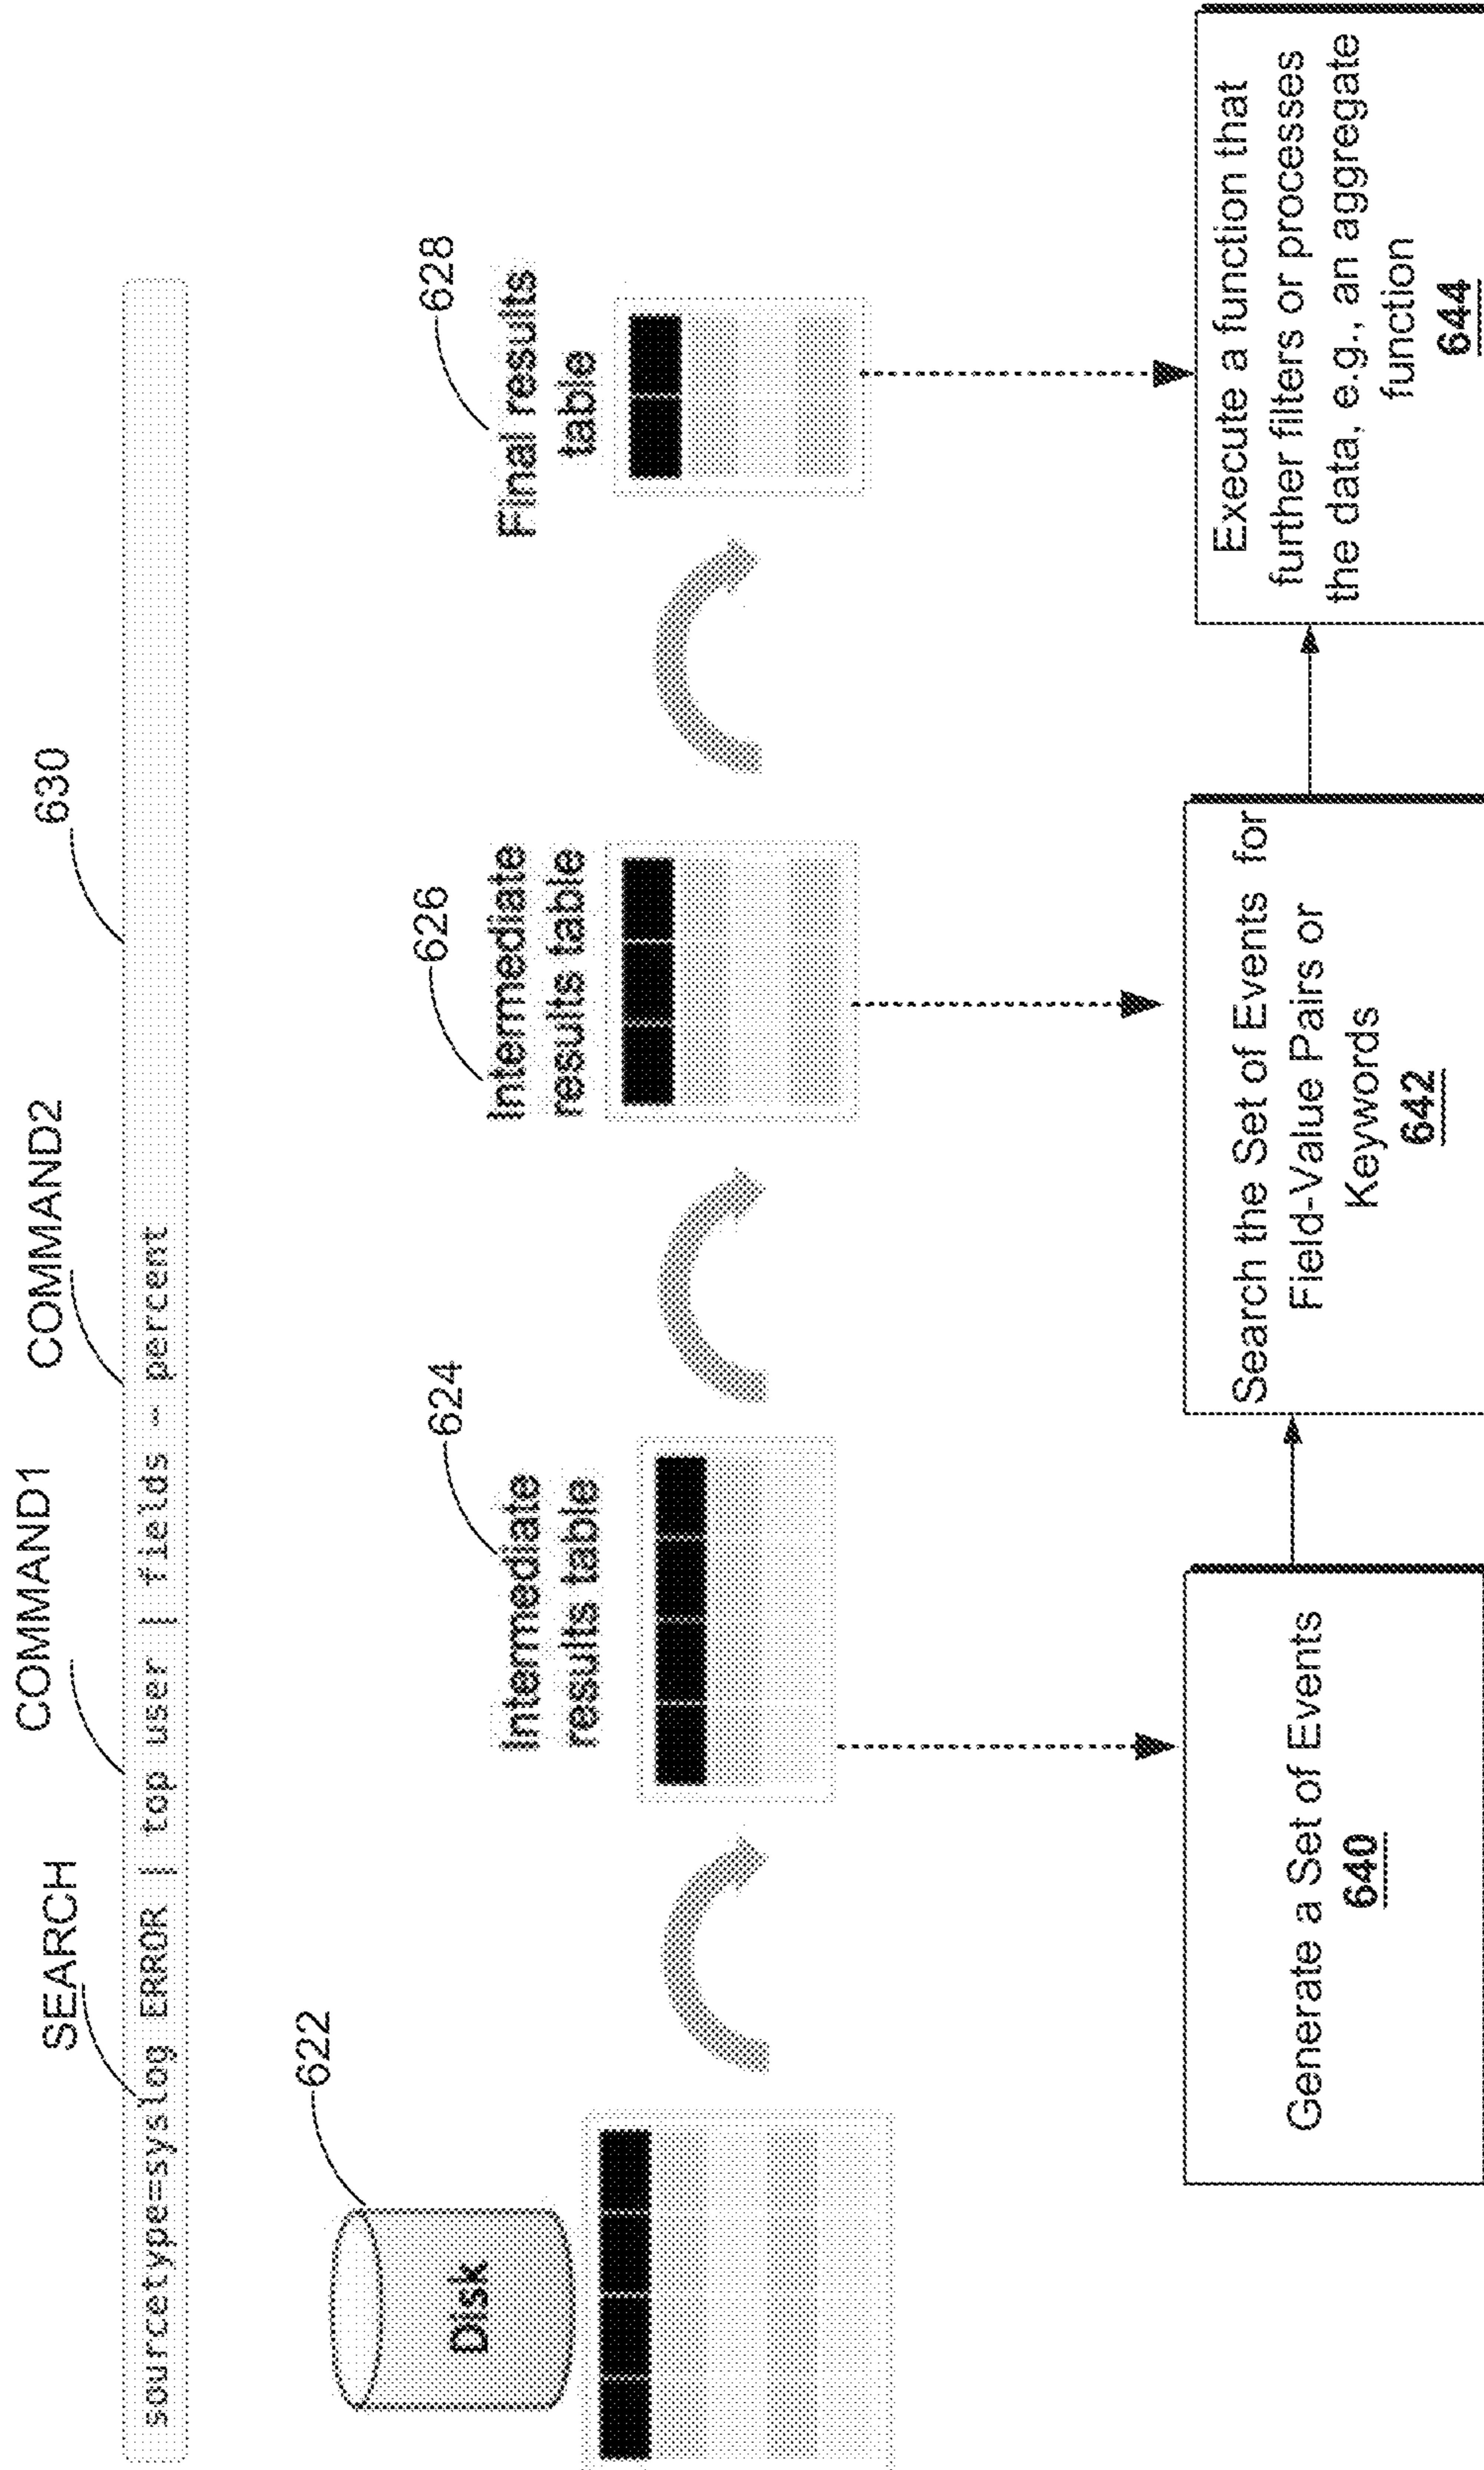 SEARCH
COMMAND1
COMMAND2
630
sourcetype=syslog ERROR | top user | fields - percent
622
Disk
624
Intermediate
results table
626
Intermediate
results table
628
Final results
table
Generate a Set of Events
640
Search the Set of Events for
Field-Value Pairs or
Keywords
642
Execute a function that
further filters or processes
the data, e.g., an aggregate
function
644